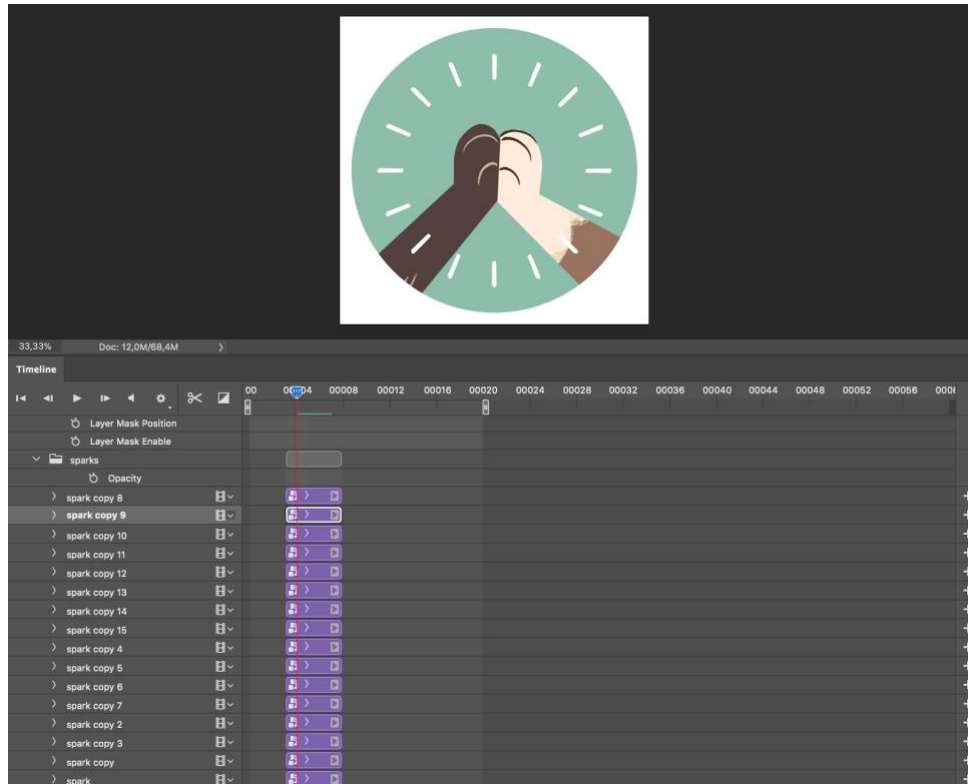 33,33% Doc: 12,0M/68,4M
Timeline
00 00008 00012 00016 00020 00024 00028 00032 00036 00040 00044 00048 00052 00056
Layer Mask Position
Layer Mask Enable
sparks
Opacity
spark copy 8
spark copy 9
spark copy 10
spark copy 11
spark copy 12
spark copy 13
spark copy 14
spark copy 15
spark copy 4
spark copy 5
spark copy 6
spark copy 7
spark copy 2
spark copy 3
spark copy
spark